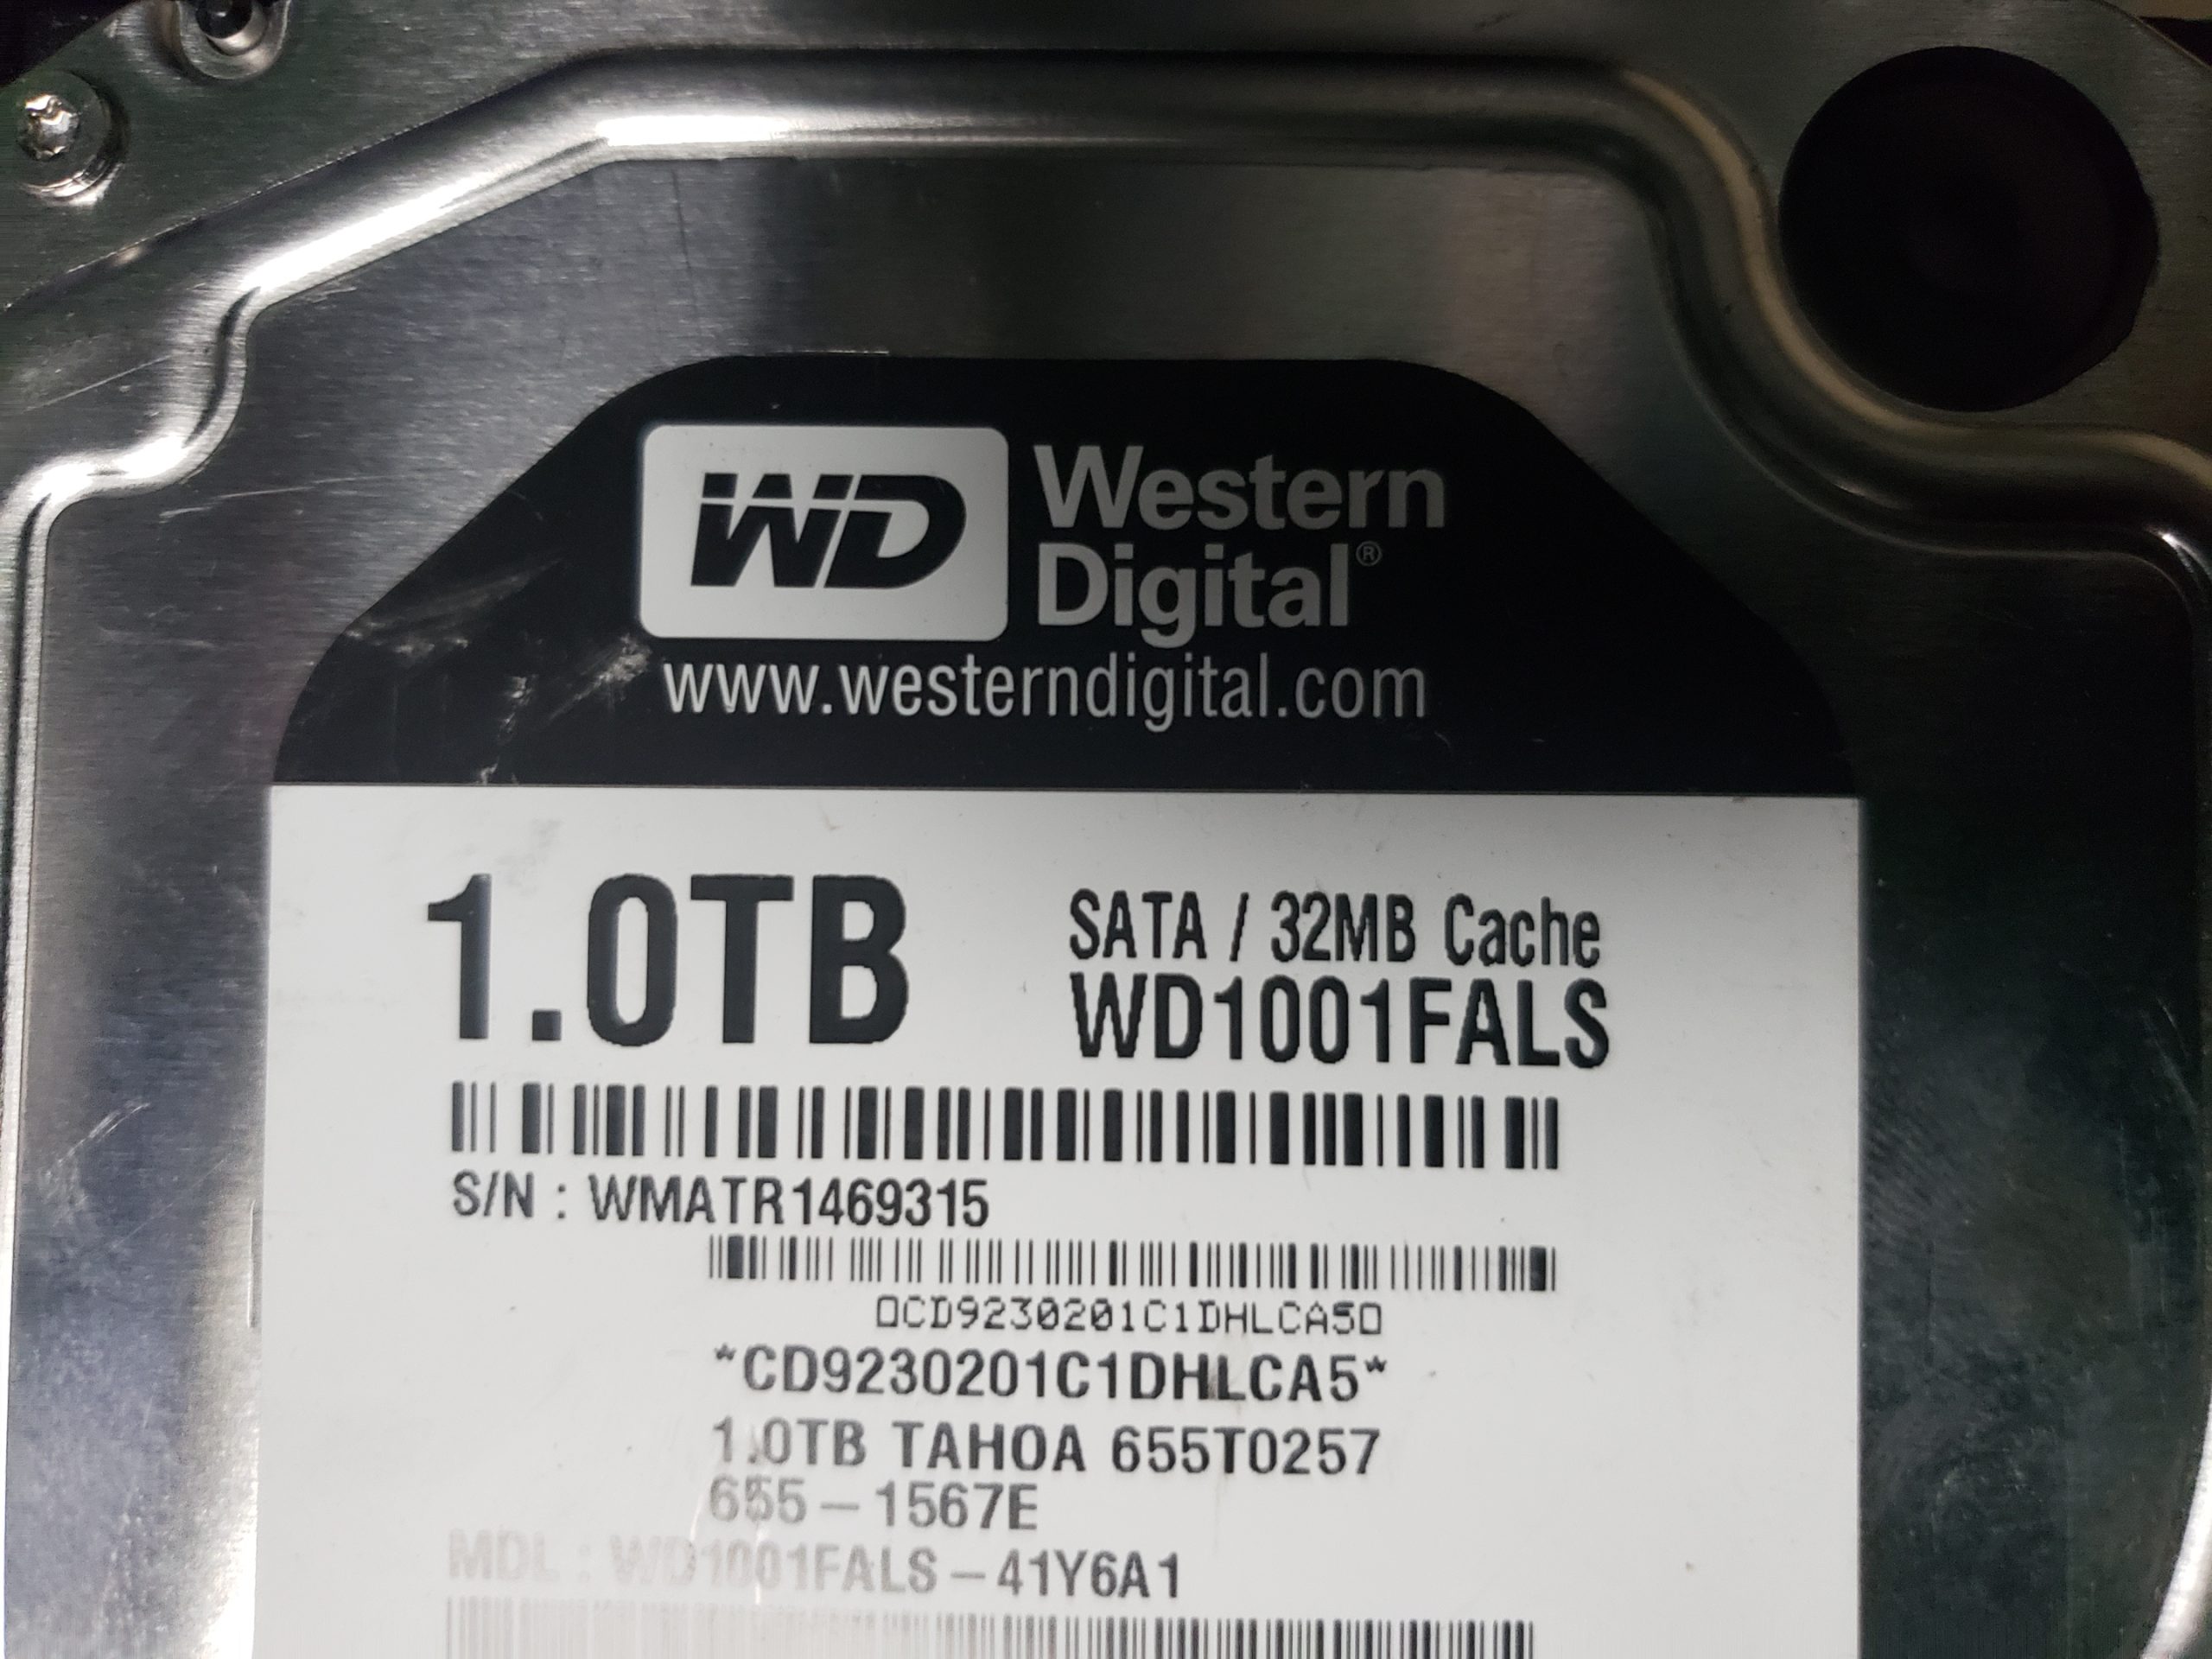 WD Western
Digital®
www.westerndigital.com
1.0TB SATA / 32MB Cache
WD1001FALS
S/N : WMATR1469315
▯CD9230201C1DHLCA5▯
*CD9230201C1DHLCA5*
1.0TB TAHOA 655T0257
655-1567E
MDL : WD1001FALS-41Y6A1